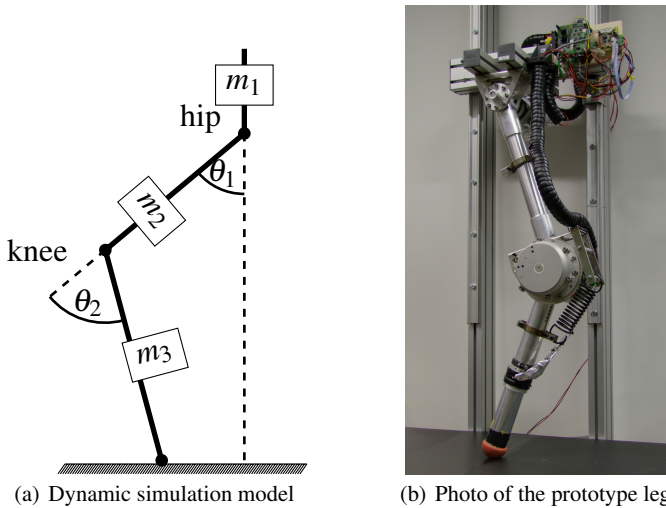 m₁
hip
θ₁
m₂
knee
θ₂
m₃
(a) Dynamic simulation model
(b) Photo of the prototype leg